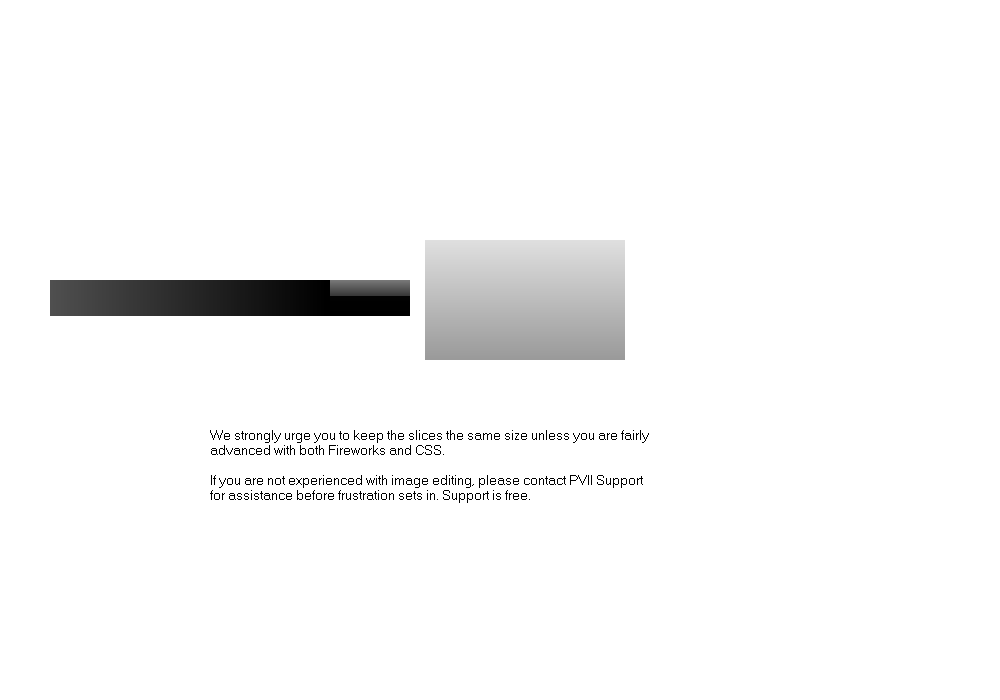 We strongly urge you to keep the slices the same size unless you are fairly
advanced with both Fireworks and CSS.
If you are not experienced with image editing, please contact PVII Support
for assistance before frustration sets in. Support is free.